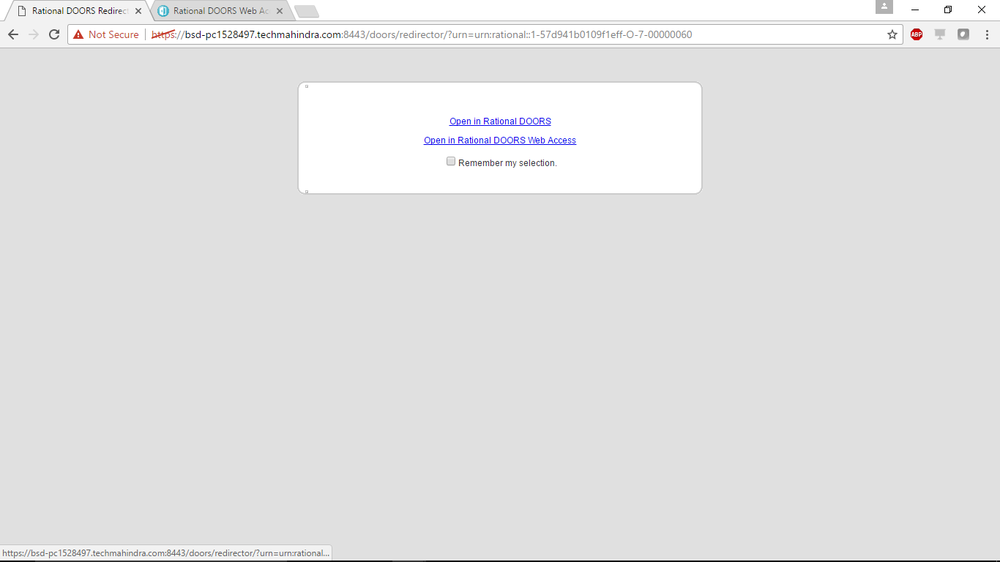 Rational DOORS Redirect
Rational DOORS Web Ac
Not Secure
https://bsd-pc1528497.techmahindra.com:8443/doors/redirector/?urn=urn:rational::1-57d941b0109f1eff-O-7-00000060
ABP
Open in Rational DOORS
Open in Rational DOORS Web Access
Remember my selection.
https://bsd-pc1528497.techmahindra.com:8443/doors/redirector/?urn=urn:rational...